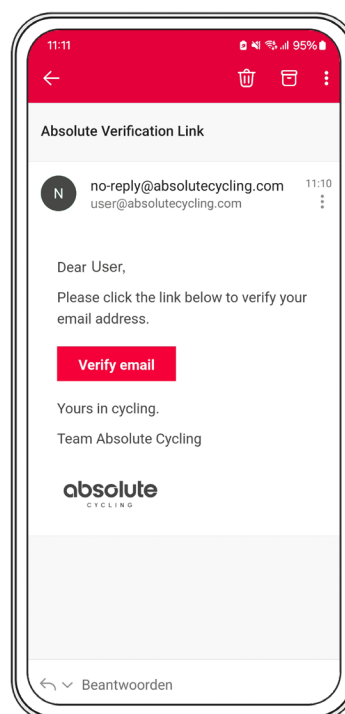 11:11
95%
Absolute Verification Link
N
no-reply@absolutecycling.com
11:10
user@absolutecycling.com
Dear User,
Please click the link below to verify your
email address.
Verify email
Yours in cycling.
Team Absolute Cycling
absolute
CYCLING
Beantwoorden